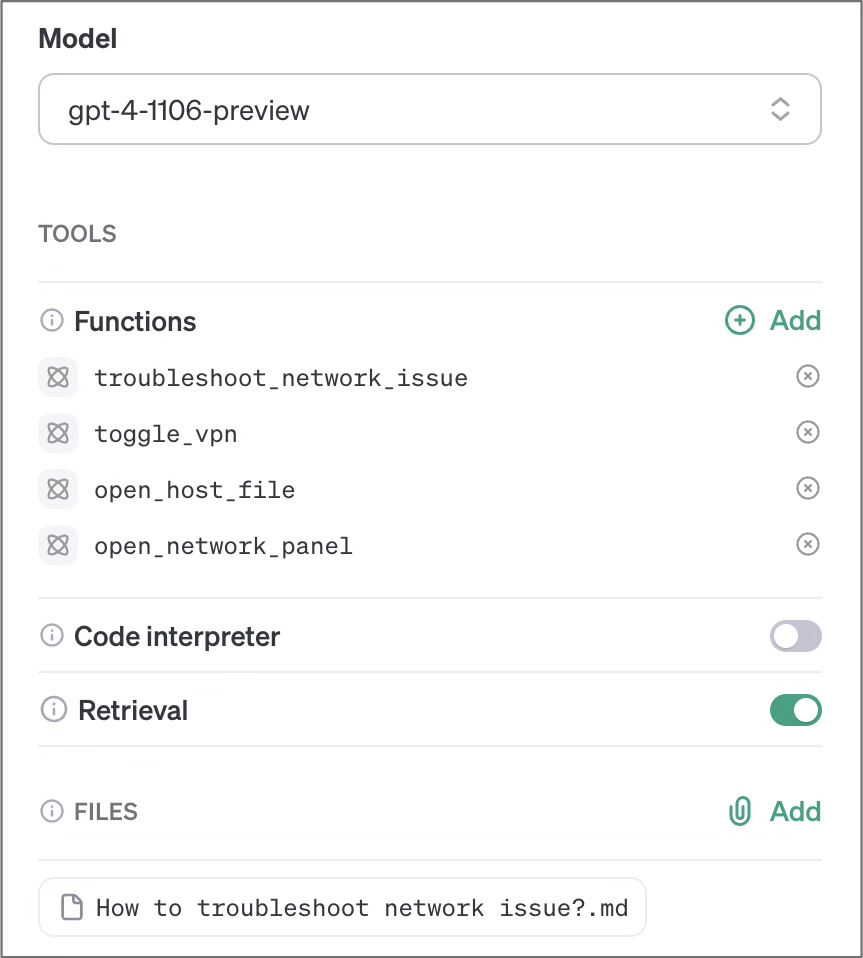 Model
gpt-4-1106-preview
TOOLS
Functions
Add
troubleshoot_network_issue
toggle_vpn
open_host_file
open_network_panel
Code interpreter
Retrieval
FILES
Add
How to troubleshoot network issue?.md